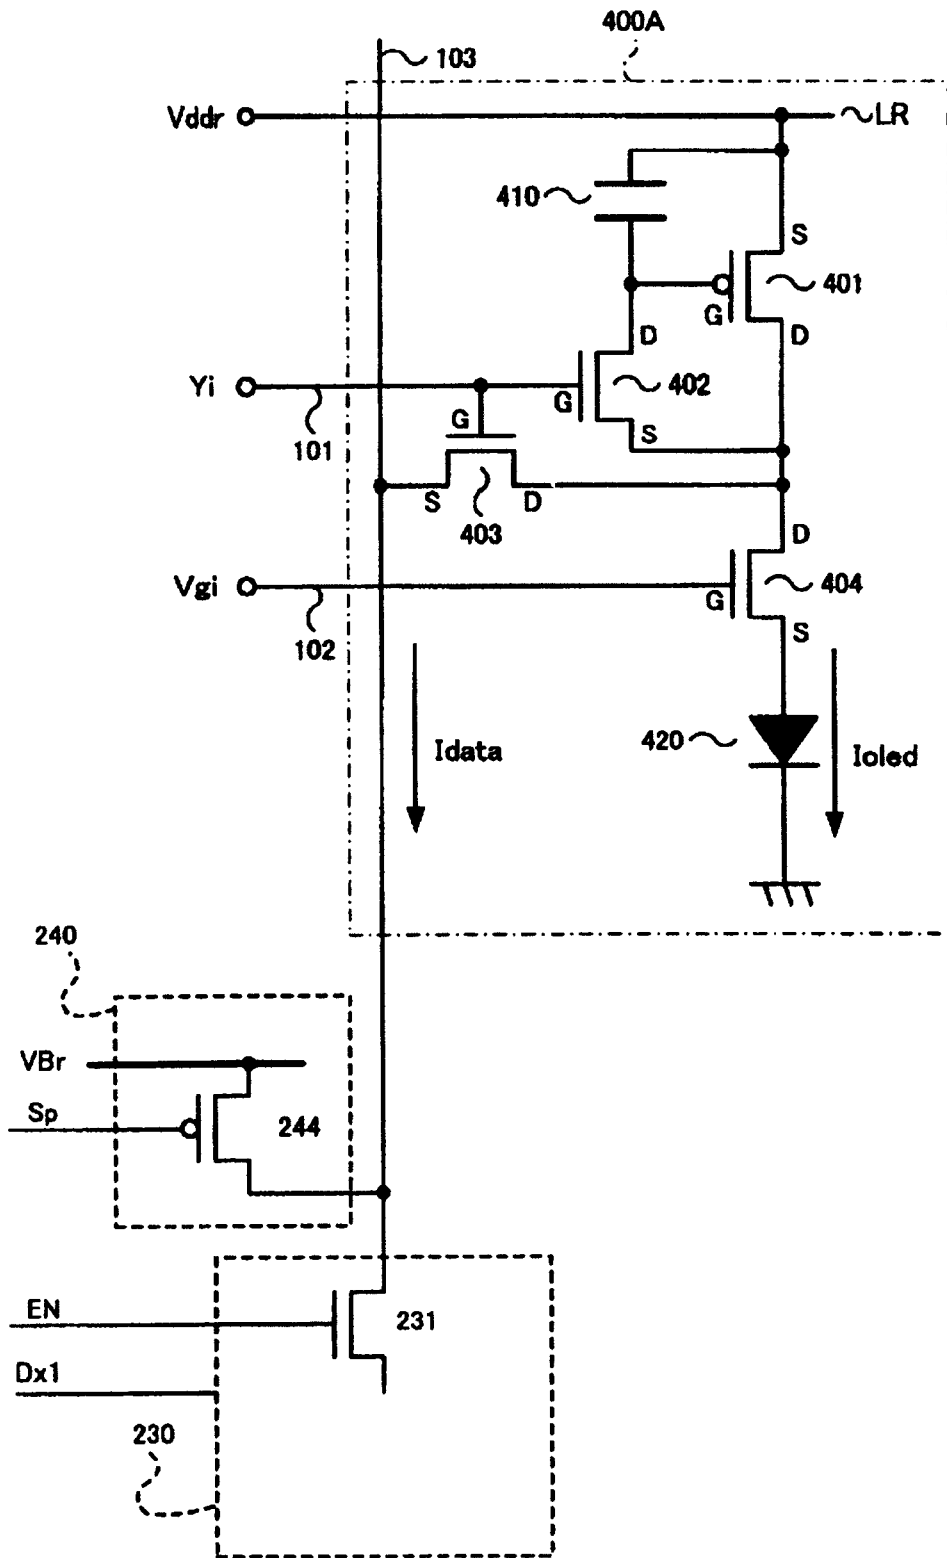 400A
103
Vddr
LR
410
S
401
G
D
D
Yi
402
G
G
S
101
S
D
403
D
Vgi
404
G
S
102
420
Idata
Ioled
240
VBr
Sp
244
EN
231
Dx1
230